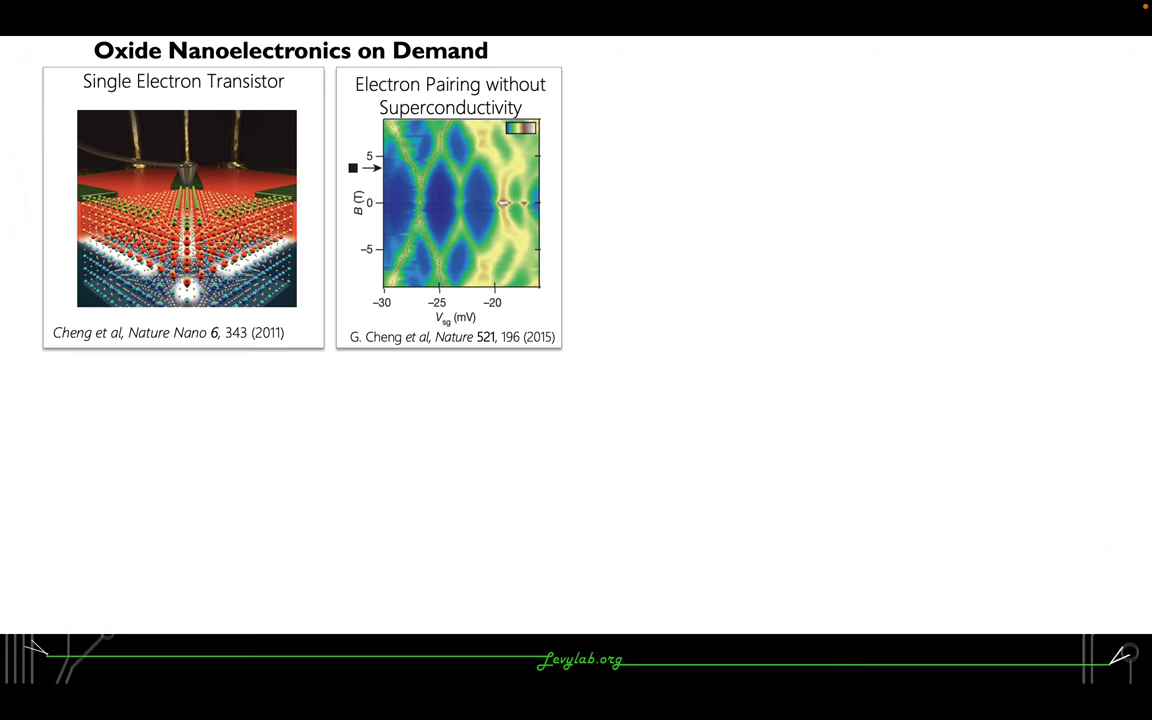 Oxide Nanoelectronics on Demand
Single Electron Transistor
Cheng et al, Nature Nano 6, 343 (2011)
Electron Pairing without
Superconductivity
5
0
−5
B (T)
−30 −25 −20
Vsg (mV)
G. Cheng et al, Nature 521, 196 (2015)
Levylab.org